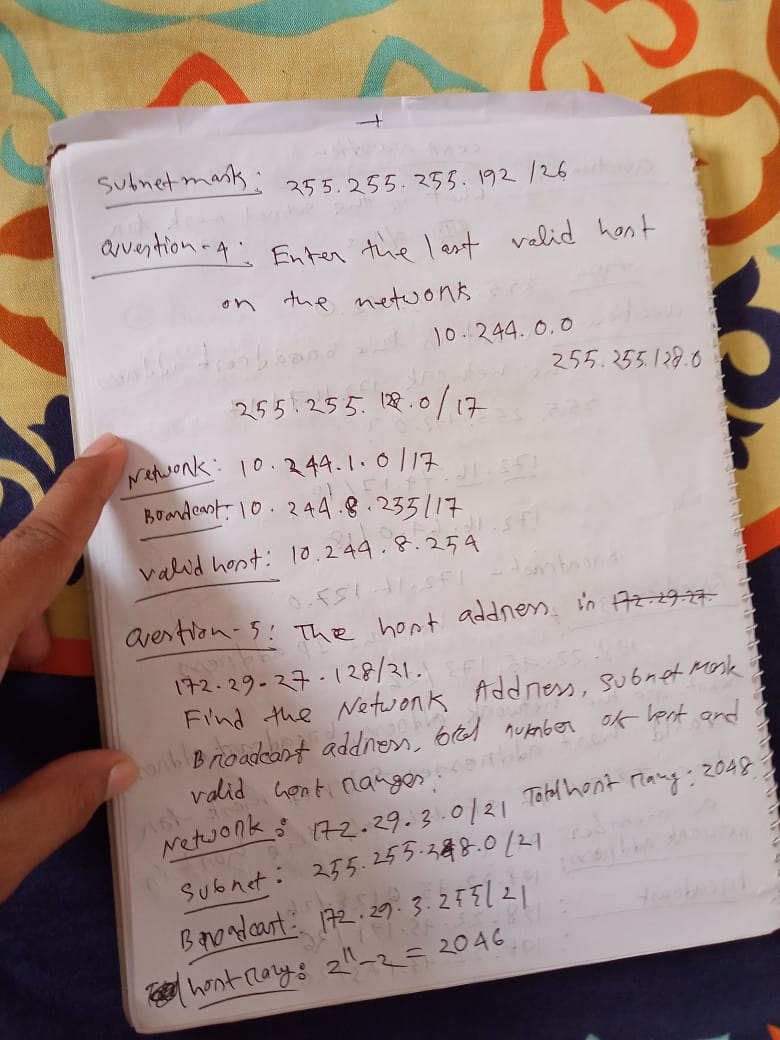 Subnet mask: 255.255.255.192 /26
Question-4: Enter the last valid host
on the network
10.244.0.0
255.255.128.0
255.255.128.0/17
Network: 10.244.1.0/17
Boardcast: 10.244.8.255/17
Valid host: 10.244.8.254
Question-5: The host address in 172.29.27.
172.29.27.128/21.
Find the Network Address, Subnet Mask
Broadcast address, total number of host and
valid host ranges.
Network: 172.29.3.0/21 Total host rang: 2048.
Subnet: 255.255.248.0/21
Broadcast: 172.29.3.255/21
host rang: 2^11-2 = 2046.